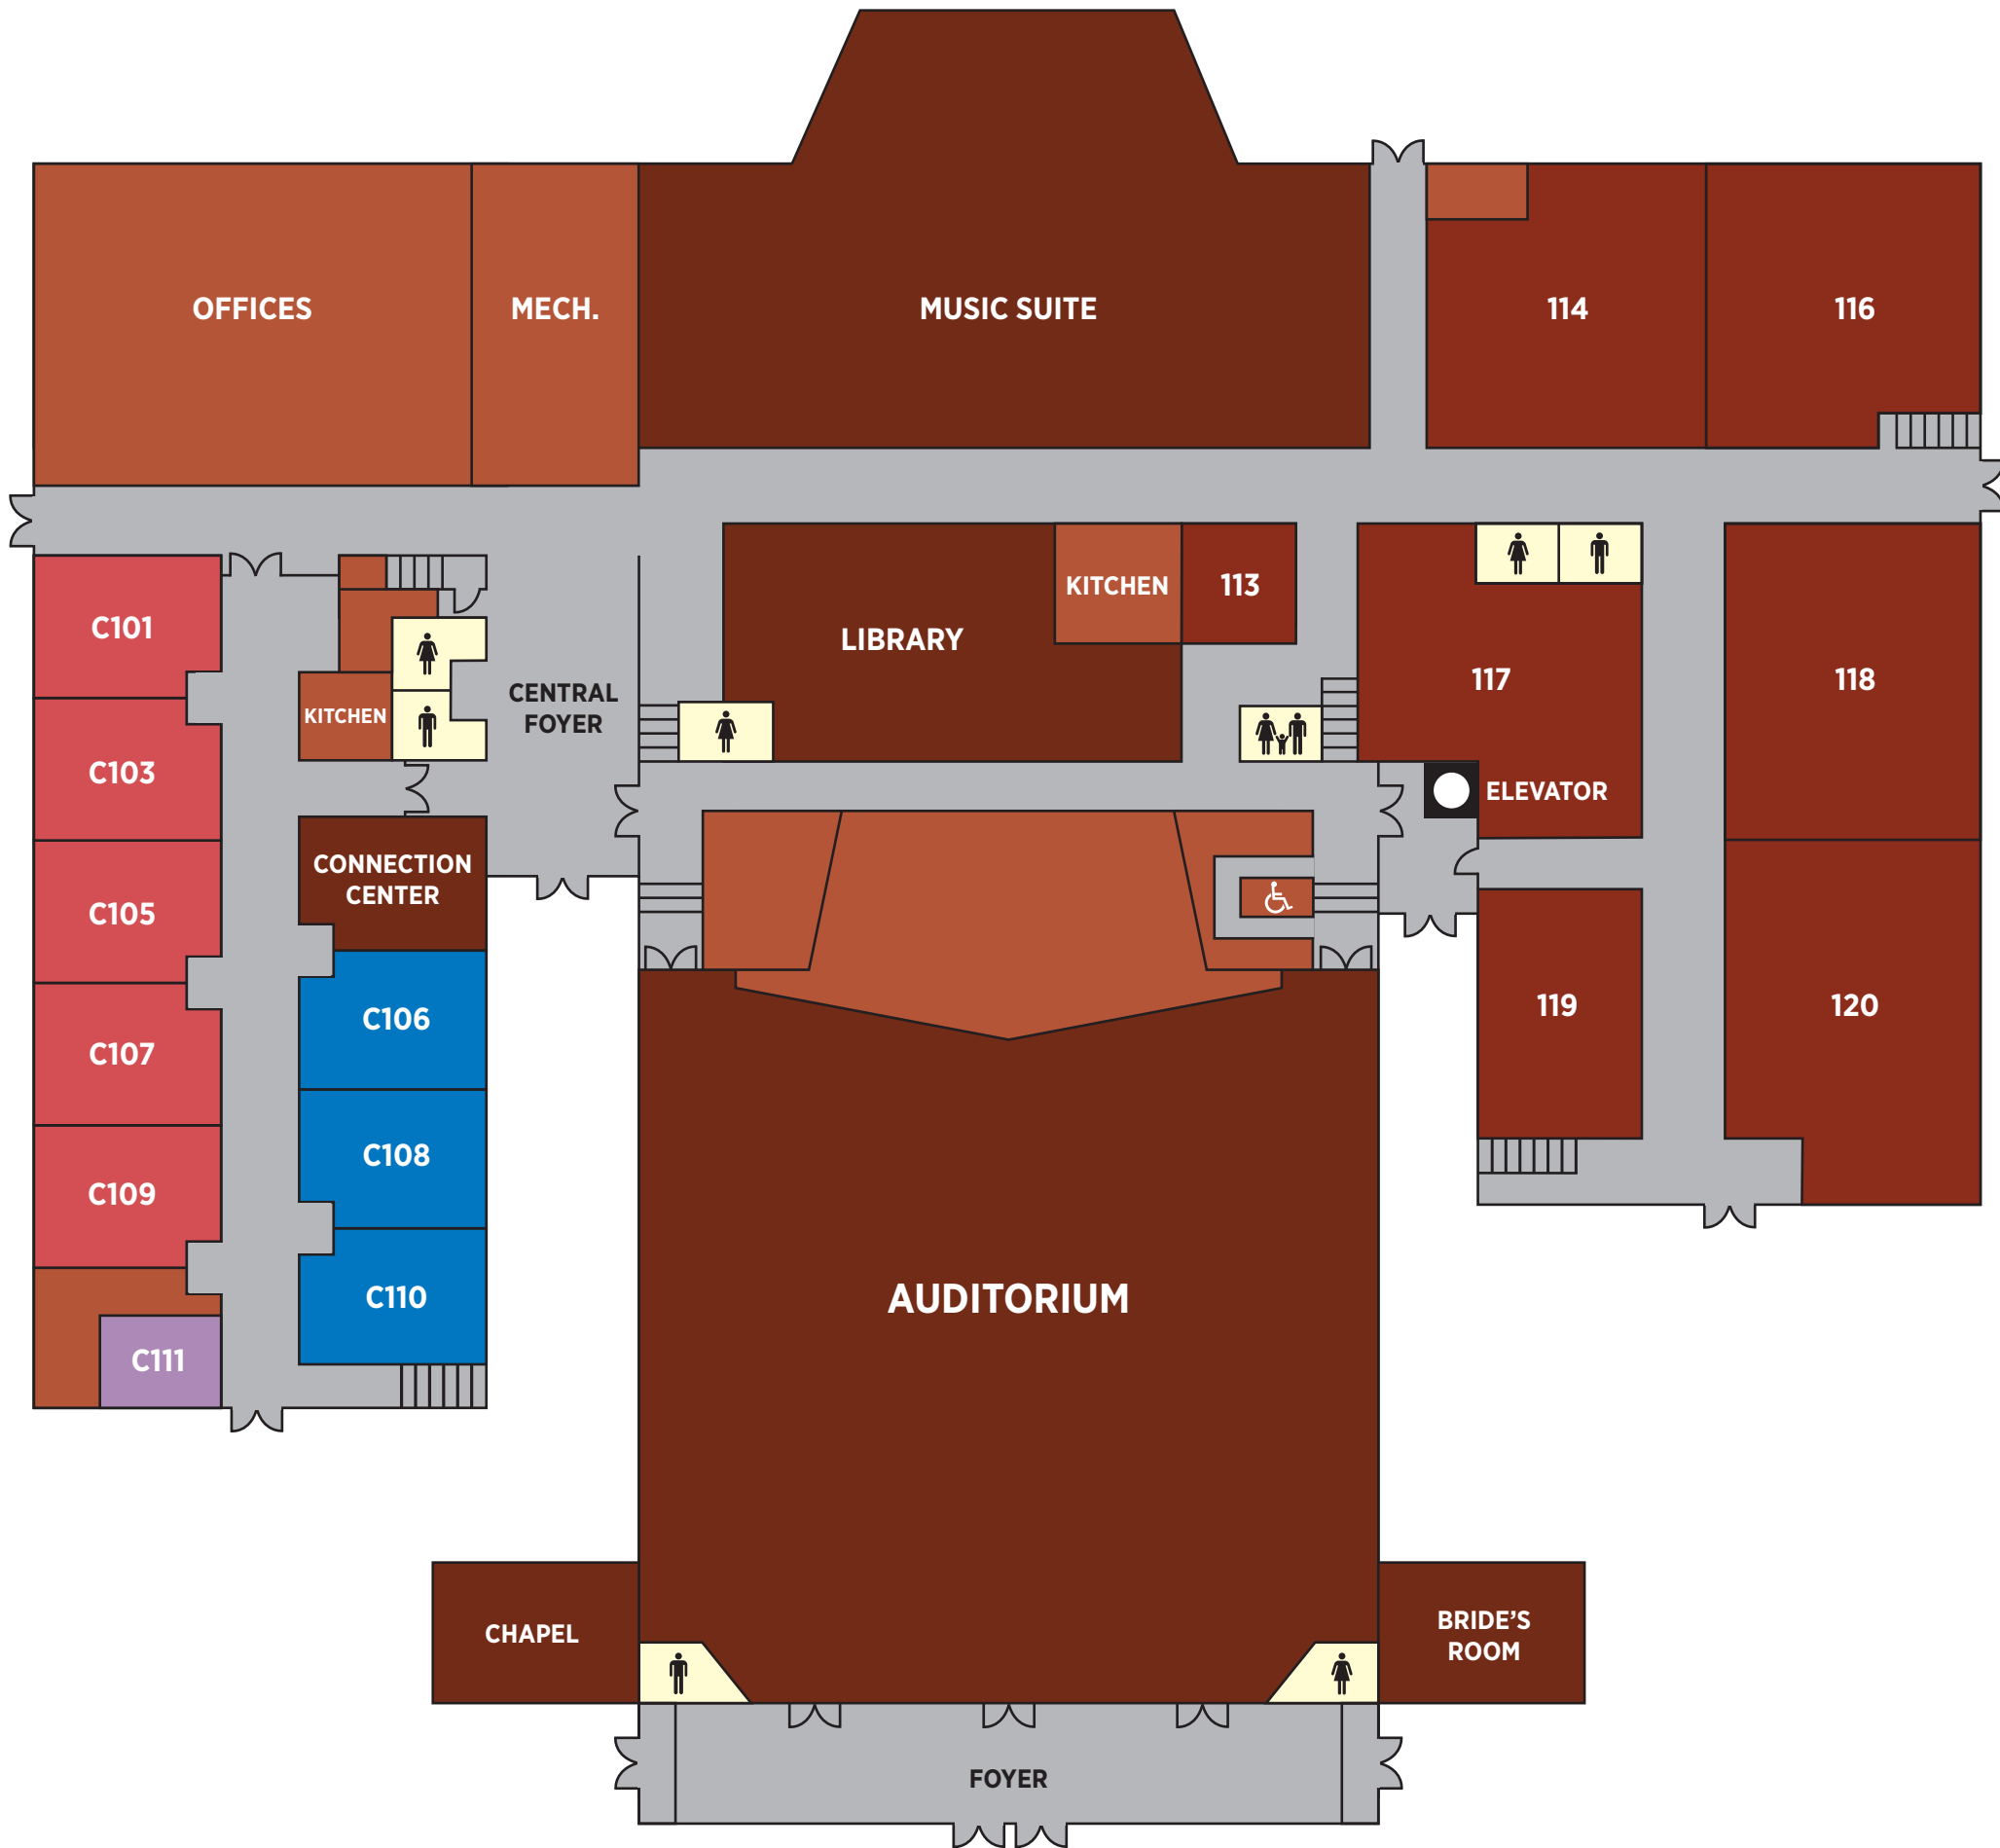 OFFICES
MECH.
MUSIC SUITE
114
116
C101
KITCHEN
113
LIBRARY
117
118
CENTRAL
FOYER
KITCHEN
C103
ELEVATOR
CONNECTION
CENTER
C105
C106
119
120
C107
C108
C109
C110
AUDITORIUM
C111
CHAPEL
BRIDE’S
ROOM
FOYER